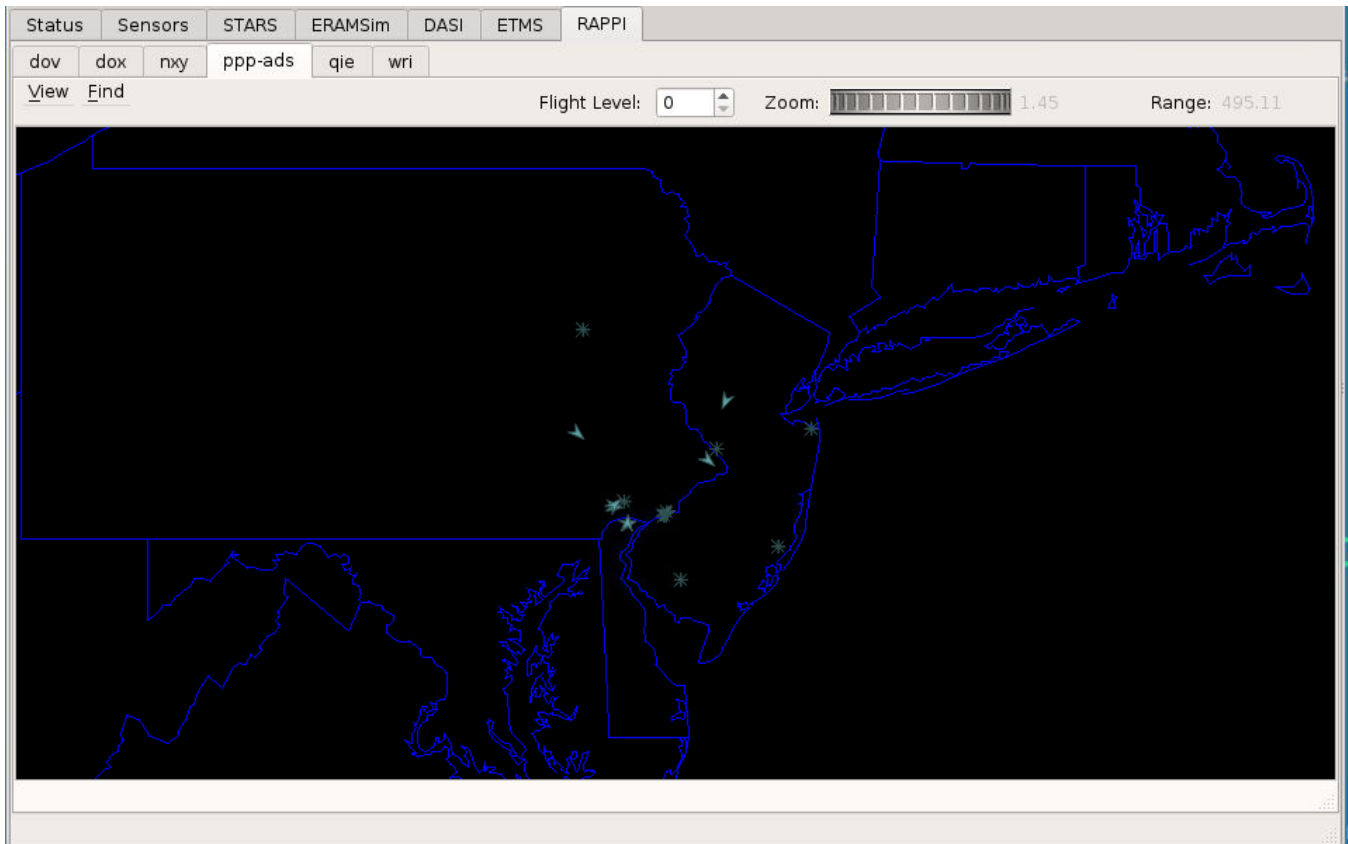 Status Sensors STARS ERAMSim DASI ETMS RAPPI
dov dox nxy ppp-ads qie wri
View Find Flight Level: 0 Zoom: 1.45 Range: 495.11